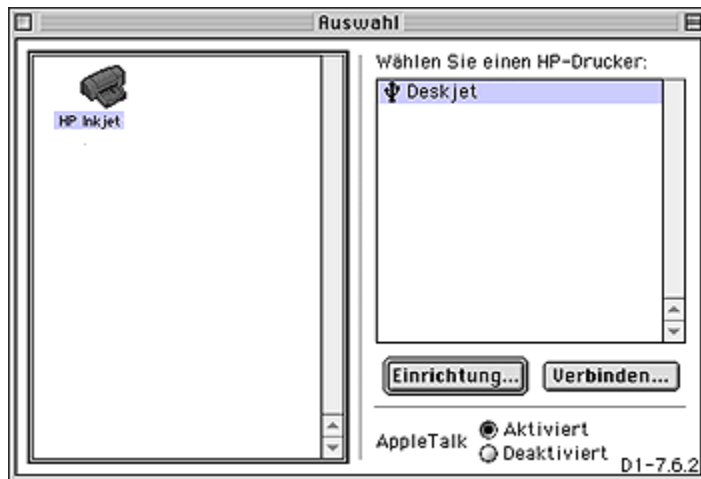 Auswahl
HP Inkjet
Wählen Sie einen HP-Drucker:
Deskjet
Einrichtung...
Verbinden...
AppleTalk
Aktiviert
Deaktiviert
D1-7.6.2